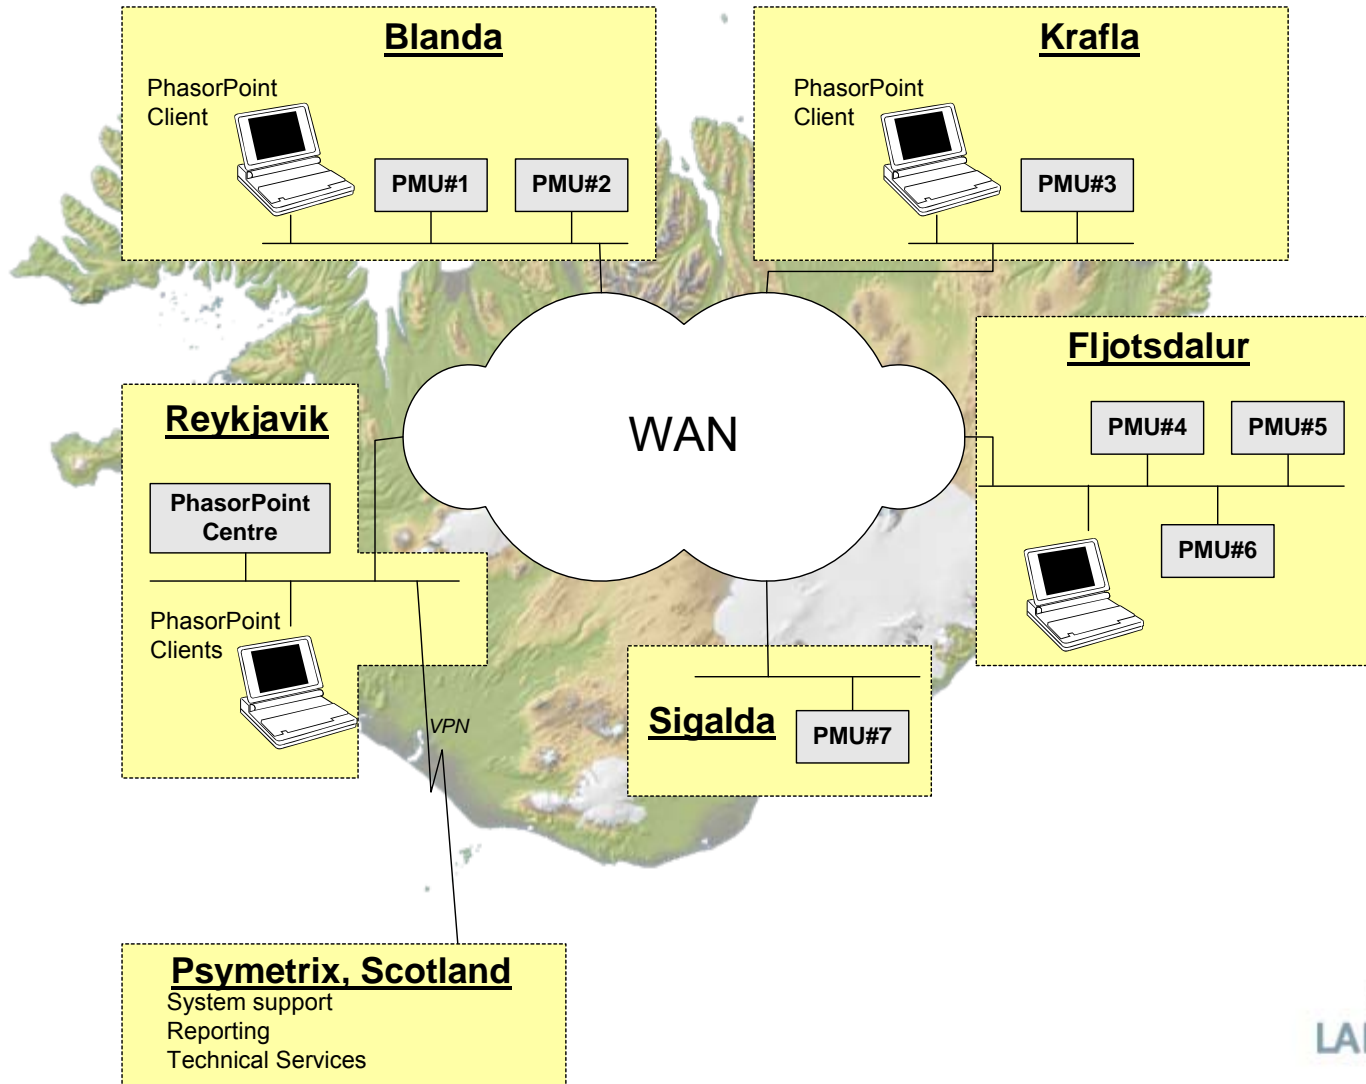 Blanda
PhasorPoint
Client
PMU#1
PMU#2
Krafla
PhasorPoint
Client
PMU#3
Fljotsdalur
PMU#4
PMU#5
PMU#6
WAN
Reykjavik
PhasorPoint
Centre
PhasorPoint
Clients
VPN
Sigalda
PMU#7
Psymetrix, Scotland
System support
Reporting
Technical Services